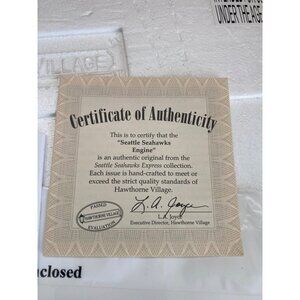 UNDER THE AGE
VILLAGE
Certificate of Authenticity
This is to certify that the
"Seattle Seahawks
Engine"
is an authentic original from the
Seattle Seahawks Express collection.
Each issue is hand-crafted to meet or
exceed the strict quality standards of
Hawthorne Village.
PASSED
HAWTHORNE VILLAGE
EVALUATION
L. A. Joyce
L.A. Joyce
Executive Director, Hawthorne Village
nclosed